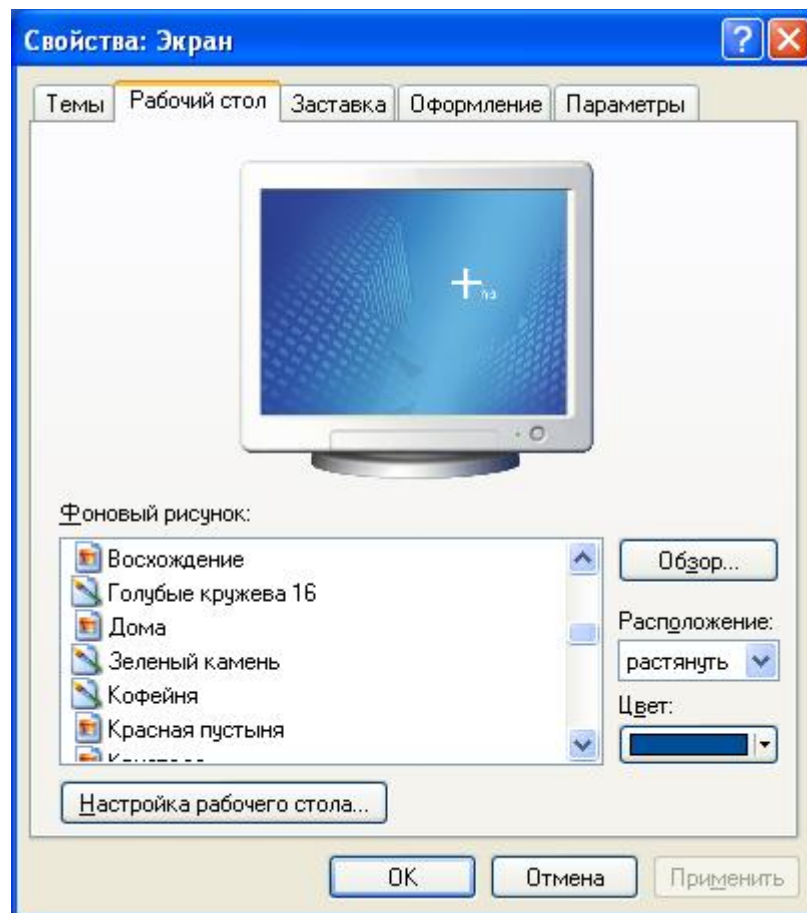 Свойства: Экран
Темы Рабочий стол Заставка Оформление Параметры
Фоновый рисунок:
Восхождение
Голубые кружева 16
Дома
Зеленый камень
Кофейня
Красная пустыня
Обзор...
Расположение:
растянуть
Цвет:
Настройка рабочего стола...
ОК Отмена Применить